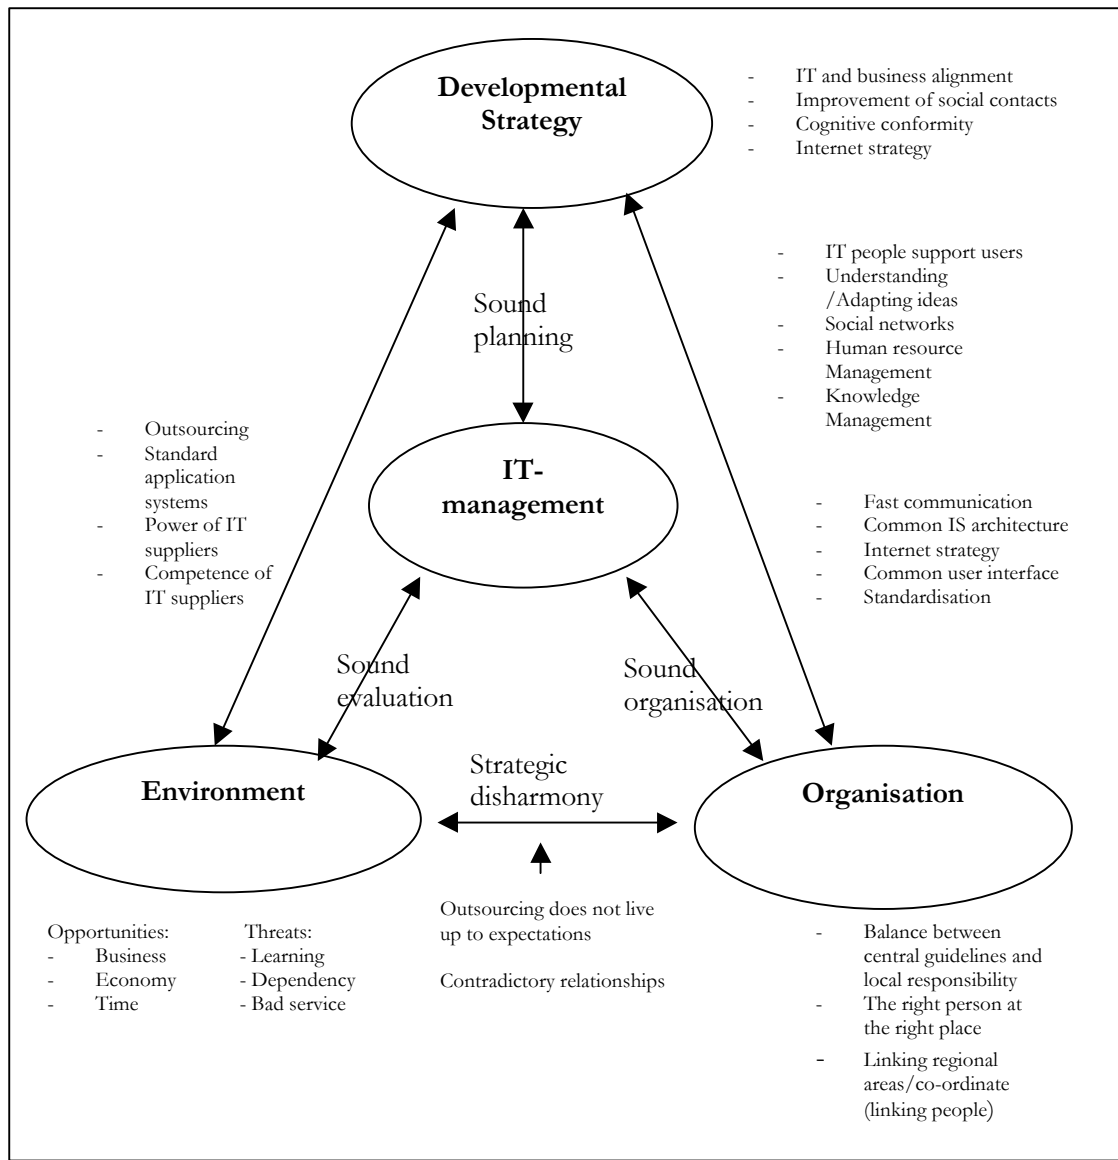 Developmental
Strategy
- IT and business alignment
- Improvement of social contacts
- Cognitive conformity
- Internet strategy
- IT people support users
- Understanding
/Adapting ideas
- Social networks
- Human resource
Management
- Knowledge
Management
Sound
planning
- Outsourcing
- Standard
application
systems
- Power of IT
suppliers
- Competence of
IT suppliers
IT-
management
- Fast communication
- Common IS architecture
- Internet strategy
- Common user interface
- Standardisation
Sound
evaluation
Sound
organisation
Environment
Strategic
disharmony
Organisation
Opportunities:
- Business
- Economy
- Time
Threats:
- Learning
- Dependency
- Bad service
Outsourcing does not live
up to expectations
Contradictory relationships
- Balance between
central guidelines and
local responsibility
- The right person at
the right place
- Linking regional
areas/co-ordinate
(linking people)